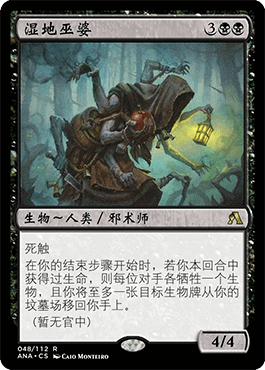 湿地巫婆 3
生物～人类／邪术师
死触
在你的结束步骤开始时，若你本回合中
获得过生命，则每位对手各牺牲一个生
物，且你将至多一张目标生物牌从你的
坟墓场移回你手上。
（暂无官中）
4/4
048/112 R
ANA • CS CAIO MONTEIRO